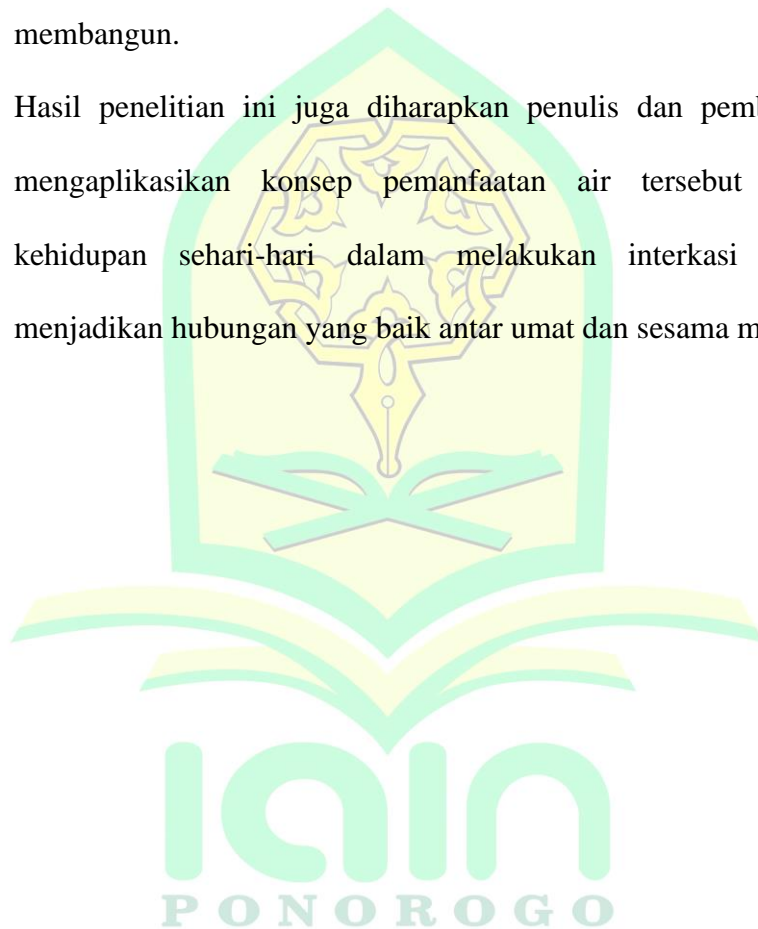 membangun.
Hasil penelitian ini juga diharapkan penulis dan
mengaplikasikan konsep pemanfaatan air tersebut
kehidupan sehari-hari dalam melakukan interkasi
menjadikan hubungan yang baik antar umat dan sesama
iain
PONOROGO